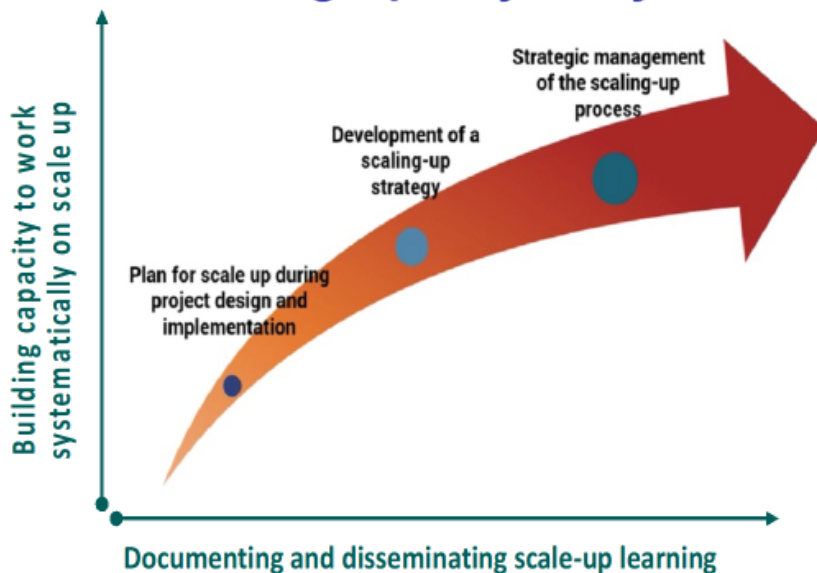 Strategic management
of the scaling-up
process
Development of a
scaling-up
strategy
Plan for scale up during
project design and
implementation
Building capacity to work
systematically on scale up
Documenting and disseminating scale-up learning